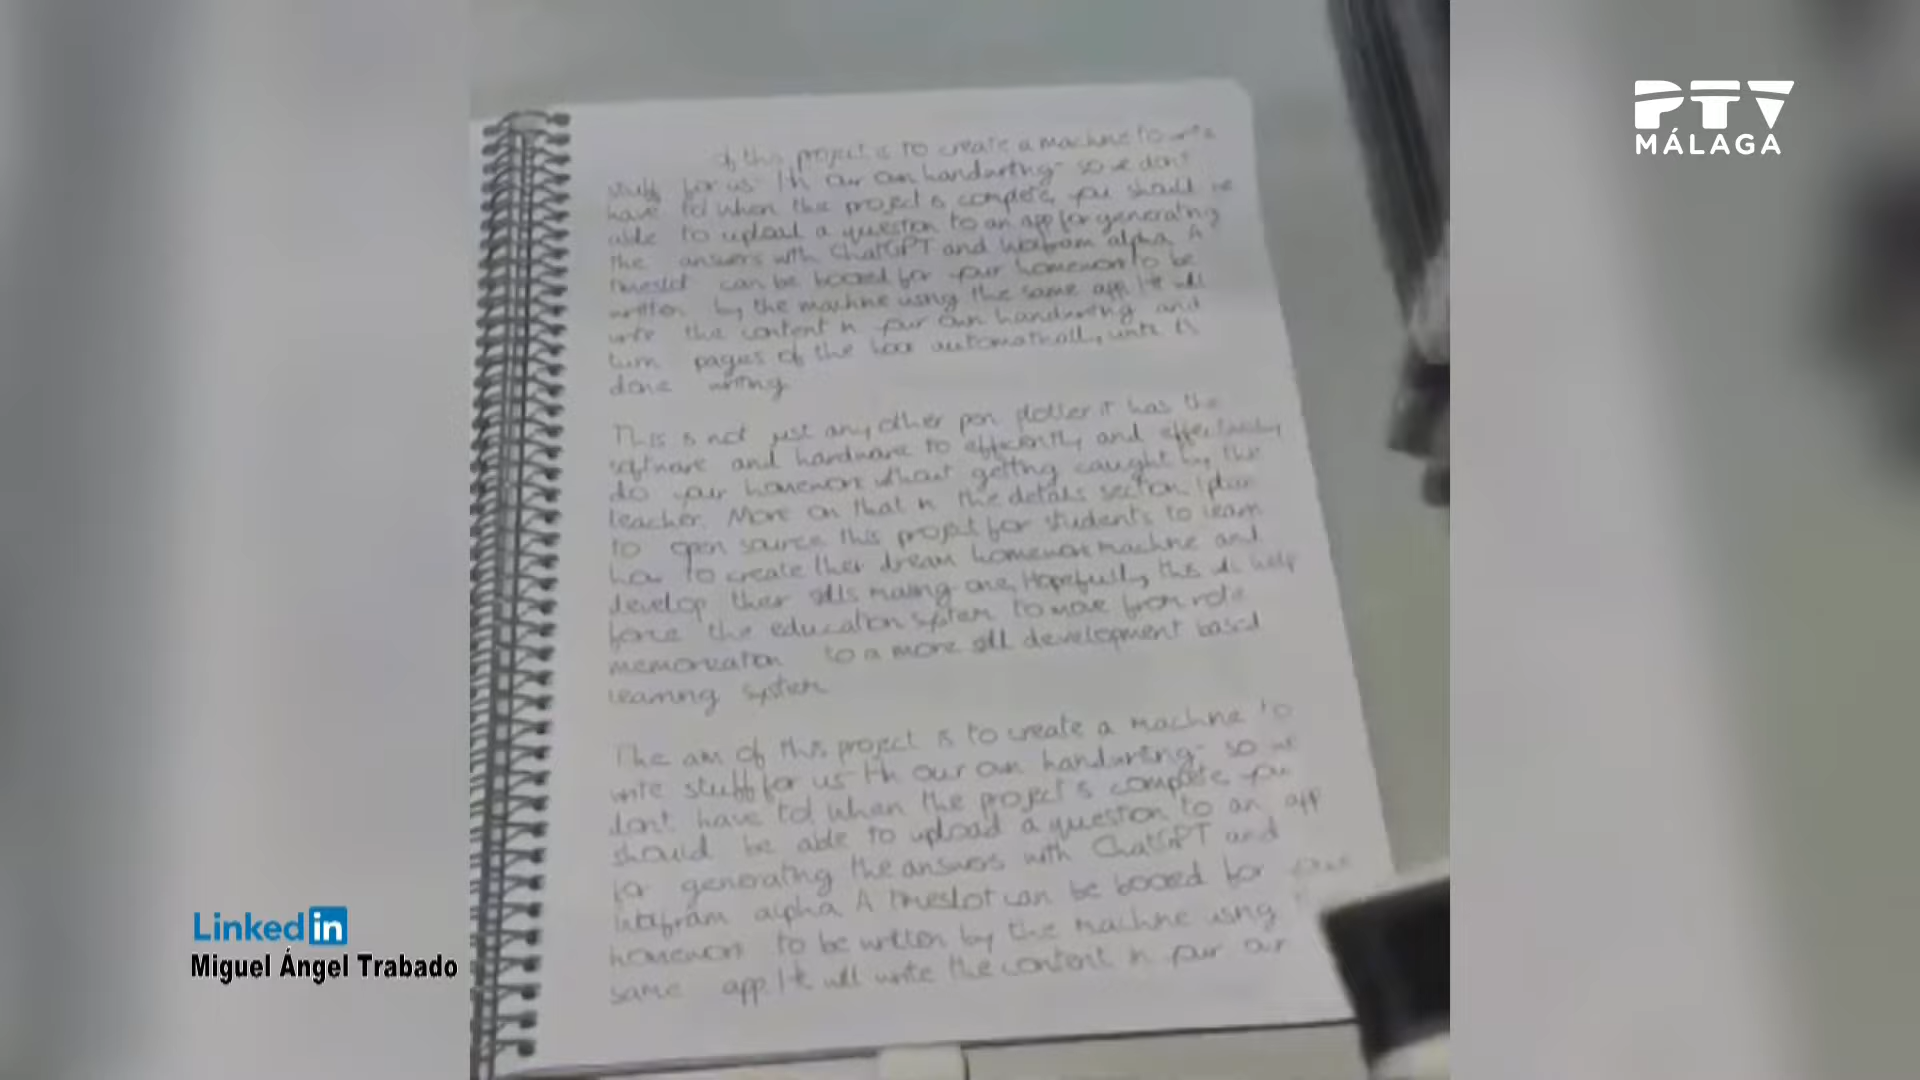 PTV
MÁLAGA
of this project is to create a machine to write
stuff for us - in our own handwriting - so we don't
have to! When this project is complete, you should be
able to upload a question to an app for generating
the answers with ChatGPT and Wolfram alpha A
timeslot can be booked for your homework to be
written by the machine using the same app It will
write the content in your own handwriting and
turn pages of the book automatically until it's
done writing
This is not just any other pen plotter it has the
software and hardware to efficiently and effectively
do your homework without getting caught by the
teacher. More on that in the details section I plan
to open source this project for students to learn
how to create their dream homework machine and
develop their skills making one, Hopefully, this will help
force the education system to move from rote
memorization to a more skill development based
learning system
The aim of this project is to create a machine to
write stuff for us - in our own handwriting - so we
don't have to! When the project is complete you
should be able to upload a question to an app
for generating the answers with ChatGPT and
Wolfram alpha A timeslot can be booked for your
homework to be written by the machine using
same app It will write the content in your own
Linked in
Miguel Ángel Trabado